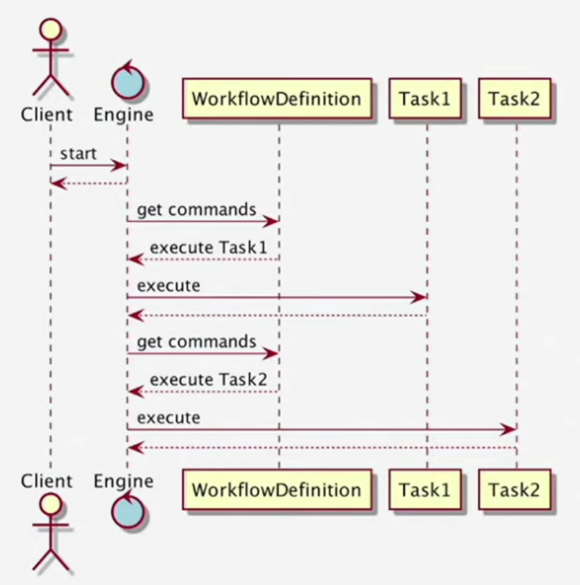 Client
Engine
WorkflowDefinition
Task1
Task2
start
get commands
execute Task1
execute
get commands
execute Task2
execute
Client
Engine
WorkflowDefinition
Task1
Task2